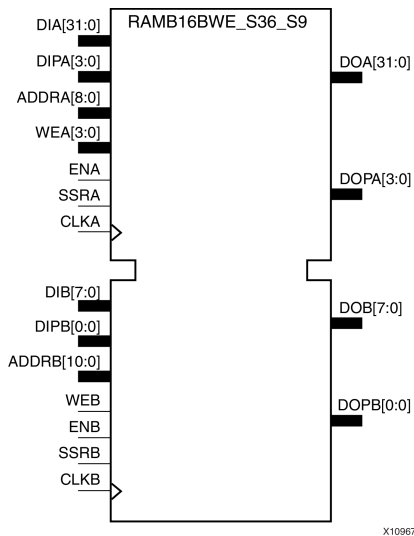 RAMB16BWE_S36_S9
DIA[31:0]
DIPA[3:0]
ADDRA[8:0]
WEA[3:0]
ENA
SSRA
CLKA
DOA[31:0]
DOPA[3:0]
DIB[7:0]
DIPB[0:0]
ADDRB[10:0]
WEB
ENB
SSRB
CLKB
DOB[7:0]
DOPB[0:0]
X10967